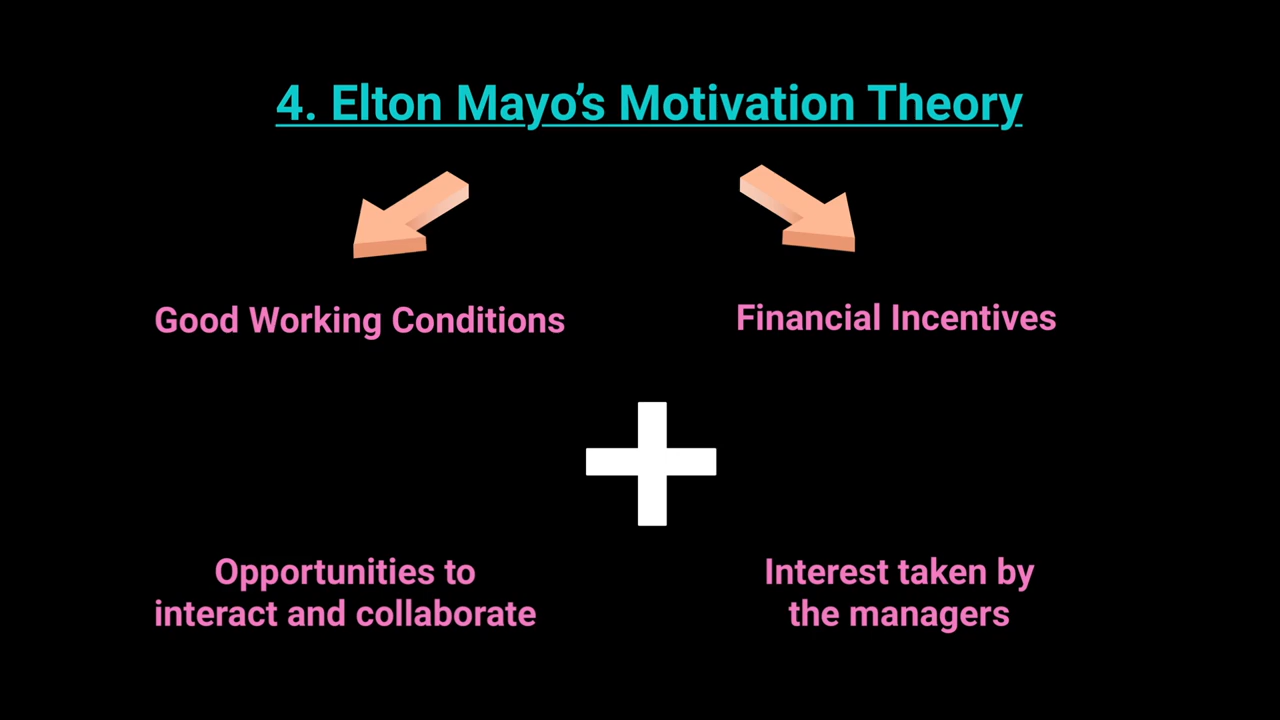 4. Elton Mayo’s Motivation Theory
Good Working Conditions
Financial Incentives
Opportunities to
interact and collaborate
Interest taken by
the managers